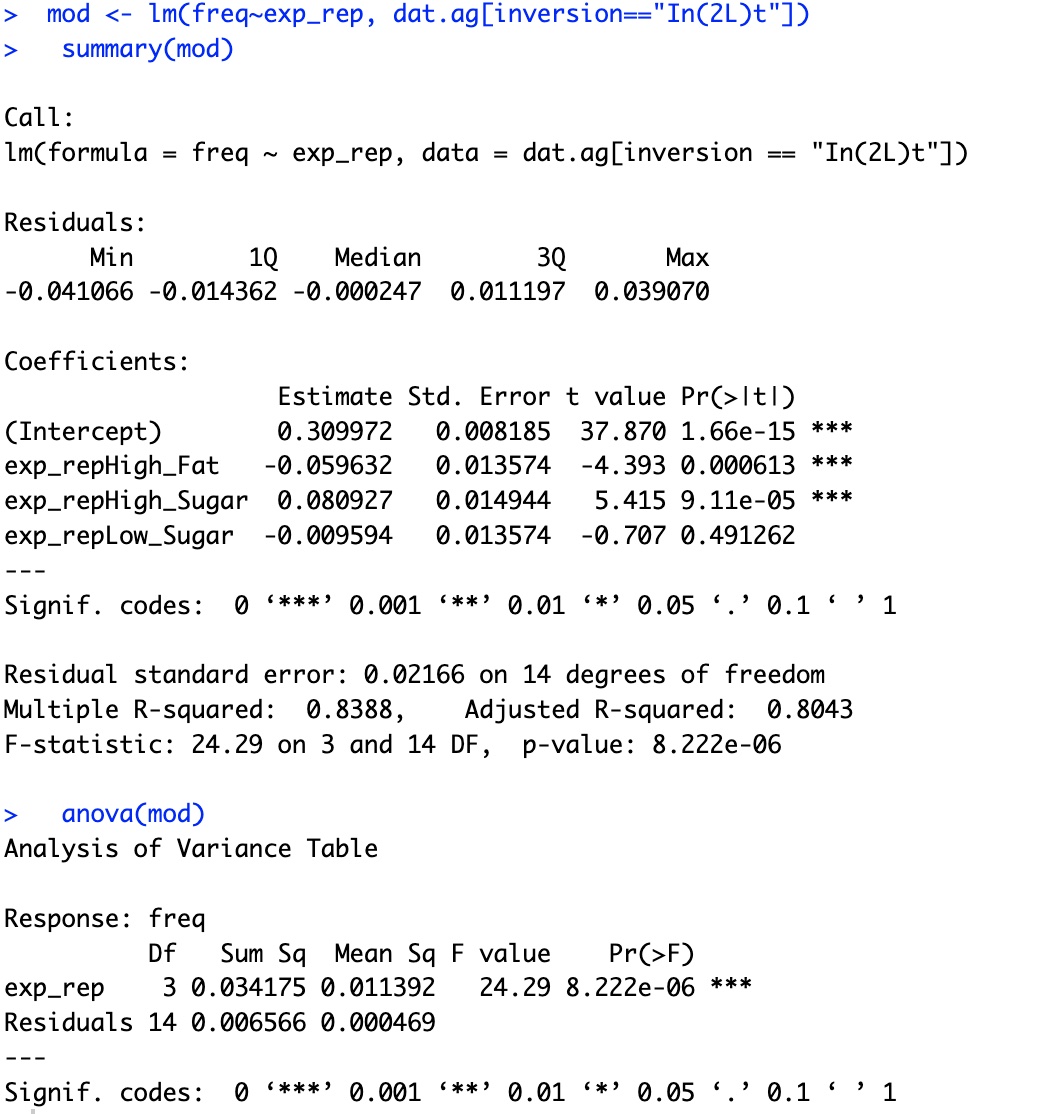 > mod <- lm(freq~exp_rep, dat.ag[inversion=="In(2L)t"])
> summary(mod)
Call:
lm(formula = freq ~ exp_rep, data = dat.ag[inversion == "In(2L)t"])
Residuals:
Min 1Q Median 3Q Max
-0.041066 -0.014362 -0.000247 0.011197 0.039070
Coefficients:
Estimate Std. Error t value Pr(>|t|)
(Intercept) 0.309972 0.008185 37.870 1.66e-15 ***
exp_repHigh_Fat -0.059632 0.013574 -4.393 0.000613 ***
exp_repHigh_Sugar 0.080927 0.014944 5.415 9.11e-05 ***
exp_repLow_Sugar -0.009594 0.013574 -0.707 0.491262
---
Signif. codes: 0 ‘***’ 0.001 ‘**’ 0.01 ‘*’ 0.05 ‘.’ 0.1 ‘ ’ 1
Residual standard error: 0.02166 on 14 degrees of freedom
Multiple R-squared: 0.8388, Adjusted R-squared: 0.8043
F-statistic: 24.29 on 3 and 14 DF, p-value: 8.222e-06
> anova(mod)
Analysis of Variance Table
Response: freq
Df Sum Sq Mean Sq F value Pr(>F)
exp_rep 3 0.034175 0.011392 24.29 8.222e-06 ***
Residuals 14 0.006566 0.000469
---
Signif. codes: 0 ‘***’ 0.001 ‘**’ 0.01 ‘*’ 0.05 ‘.’ 0.1 ‘ ’ 1